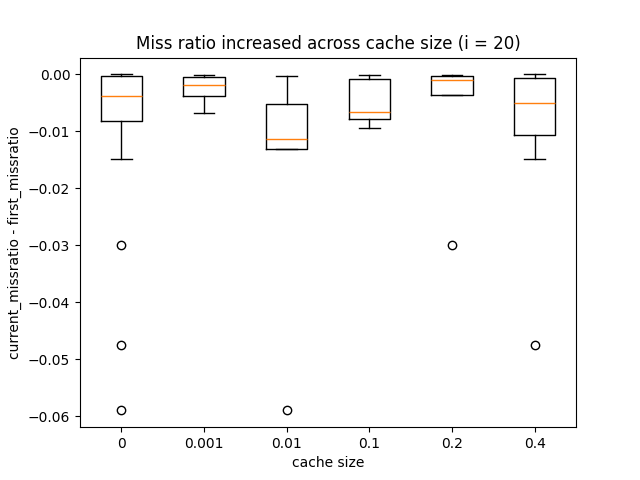 Miss ratio increased across cache size (i = 20)
current_missratio - first_missratio
0.00
−0.01
−0.02
−0.03
−0.04
−0.05
−0.06
0 0.001 0.01 0.1 0.2 0.4
cache size